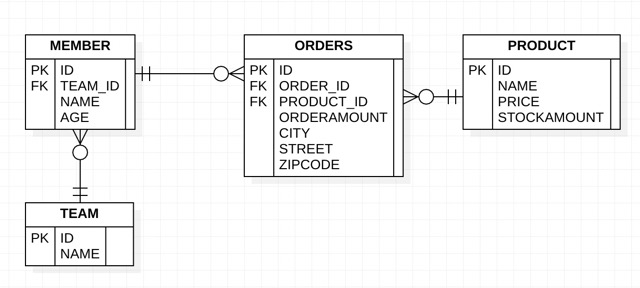 MEMBER
PK ID
FK TEAM_ID
NAME
AGE
ORDERS
PK ID
FK ORDER_ID
FK PRODUCT_ID
ORDERAMOUNT
CITY
STREET
ZIPCODE
PRODUCT
PK ID
NAME
PRICE
STOCKAMOUNT
TEAM
PK ID
NAME